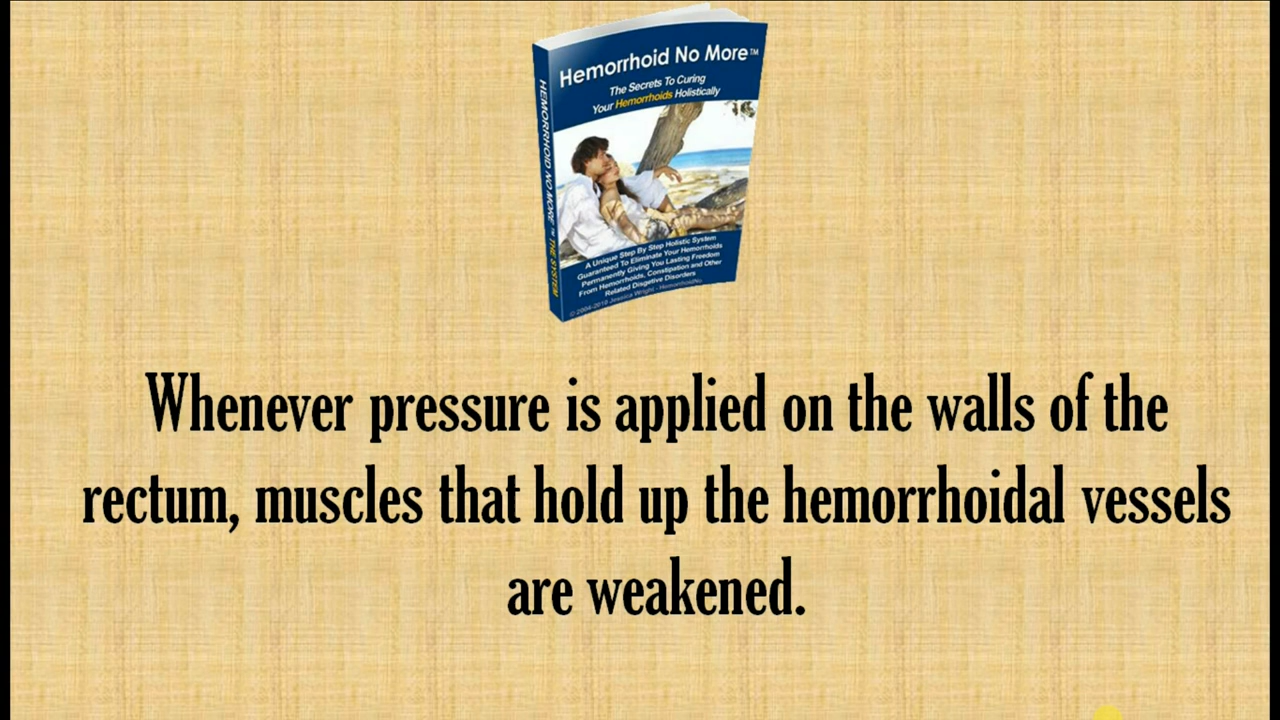 Hemorrhoid No More™
The Secrets To Curing
Your Hemorrhoids Holistically
HEMORRHOID NO MORE™ THE SYSTEM
A Unique Step By Step Holistic System
Guaranteed To Eliminate Your Hemorrhoids
Permanently Giving You Lasting Freedom
From Hemorrhoids, Constipation and Other
Related Disgetive Disorders
Jessica Wright -
Whenever pressure is applied on the walls of the
rectum, muscles that hold up the hemorrhoidal vessels
are weakened.